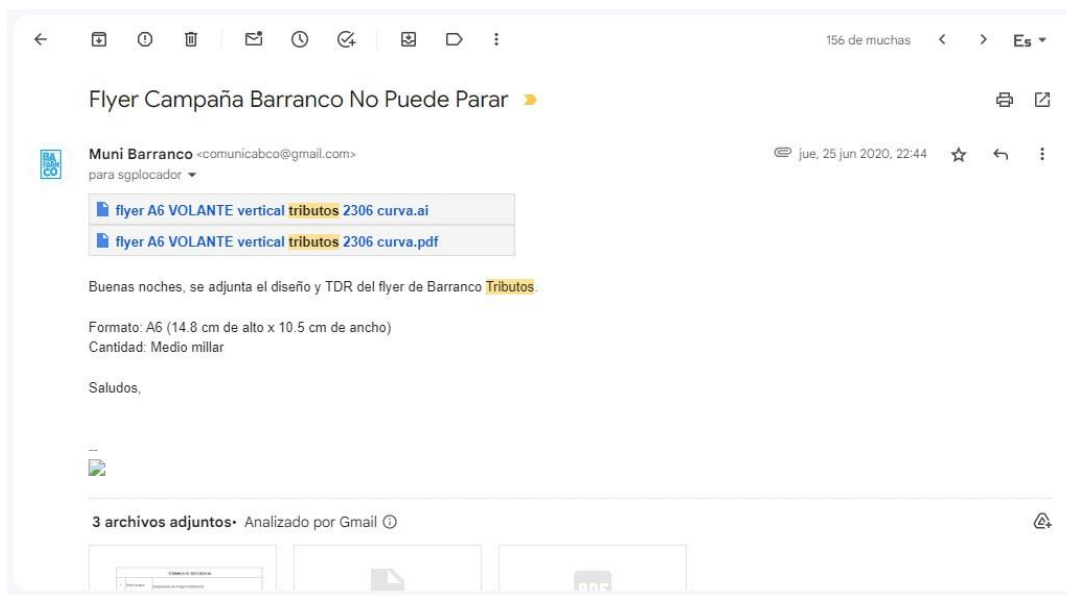 156 de muchas
Es
Flyer Campaña Barranco No Puede Parar
BA
RRAN
CO
Muni Barranco <comunicabco@gmail.com>
jue, 25 jun 2020, 22:44
para sgplocador
flyer A6 VOLANTE vertical tributos 2306 curva.ai
flyer A6 VOLANTE vertical tributos 2306 curva.pdf
Buenas noches, se adjunta el diseño y TDR del flyer de Barranco Tributos.
Formato: A6 (14.8 cm de alto x 10.5 cm de ancho)
Cantidad: Medio millar
Saludos,
--
3 archivos adjuntos• Analizado por Gmail
PDF